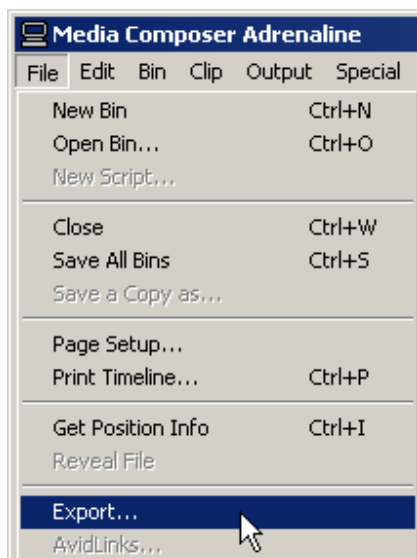 Media Composer Adrenaline
File Edit Bin Clip Output Special
New Bin Ctrl+N
Open Bin... Ctrl+O
New Script...
Close Ctrl+W
Save All Bins Ctrl+S
Save a Copy as...
Page Setup...
Print Timeline... Ctrl+P
Get Position Info Ctrl+I
Reveal File
Export...
AvidLinks...